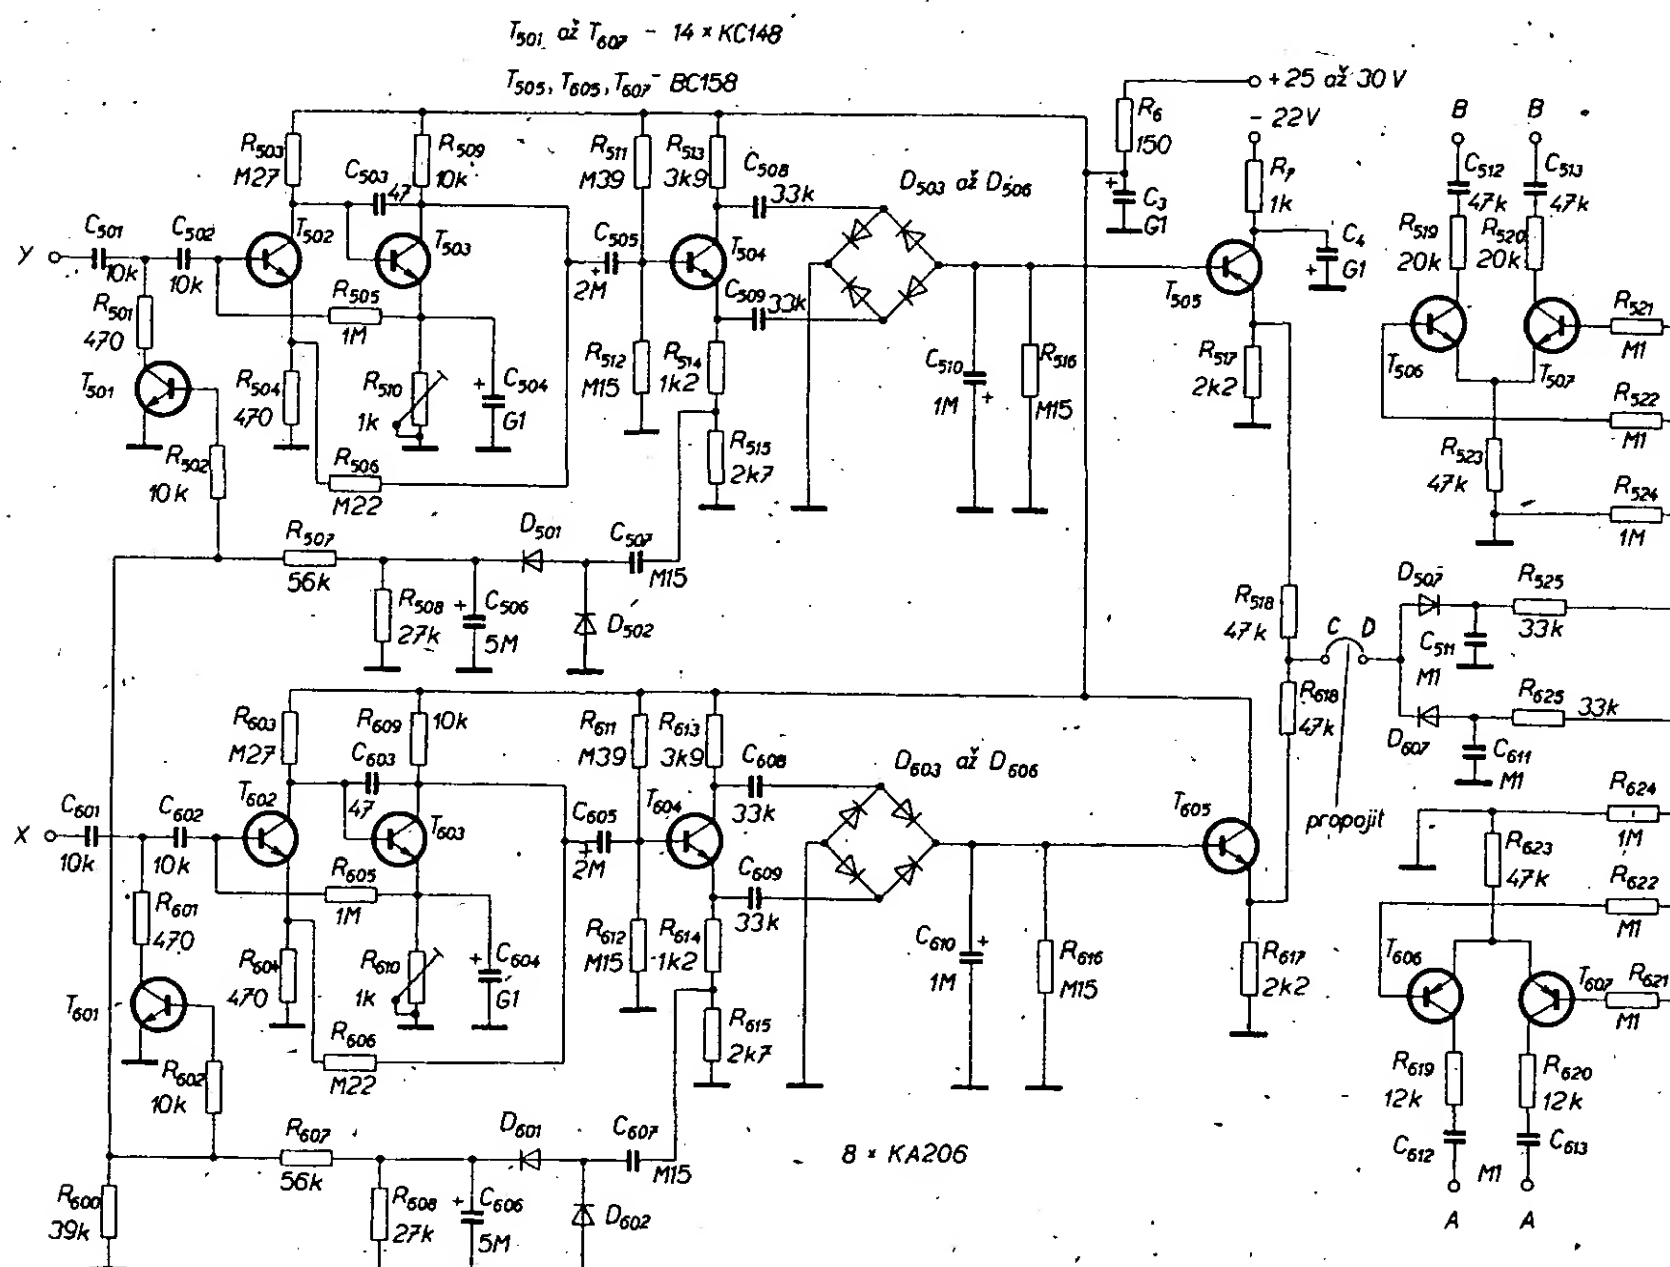 T501 až T607 - 14 × KC148
T505, T605, T607 - BC158
+ 25 až 30 V
- 22V
R6
150
C3
G1
R7
1k
C4
G1
B
B
C512
47k
C513
47k
R519
20k
R520
20k
R503
M27
C503
47
R509
10k
R511
M39
R513
3k9
C508
33k
D503 až D506
Y
C501
10k
C502
10k
T502
T503
C505
2M
T504
C509
33k
T505
R501
470
R505
1M
T501
R504
470
R510
1k
C504
G1
R512
M15
R514
1k2
C510
1M
R516
M15
R517
2k2
T506
T507
R521
M1
R522
M1
R502
10k
R506
M22
R515
2k7
R523
47k
R524
1M
R507
56k
D501
C507
M15
R508
27k
C506
5M
D502
R518
47k
C D
D507
R525
33k
C511
M1
R603
M27
R609
10k
C603
47
R611
M39
R613
3k9
C608
33k
D603 až D606
R618
47k
D607
R625
33k
C611
M1
propojit
X
C601
10k
C602
10k
T602
T603
C605
2M
T604
C609
33k
T605
R624
1M
R623
47k
R622
M1
R601
470
R605
1M
T601
R604
470
R610
1k
C604
G1
R612
M15
R614
1k2
C610
1M
R616
M15
R617
2k2
T606
T607
R621
M1
R602
10k
R606
M22
R615
2k7
R619
12k
R620
12k
R607
56k
D601
C607
M15
8 × KA206
C612
M1
C613
R600
39k
R608
27k
C606
5M
D602
A
A